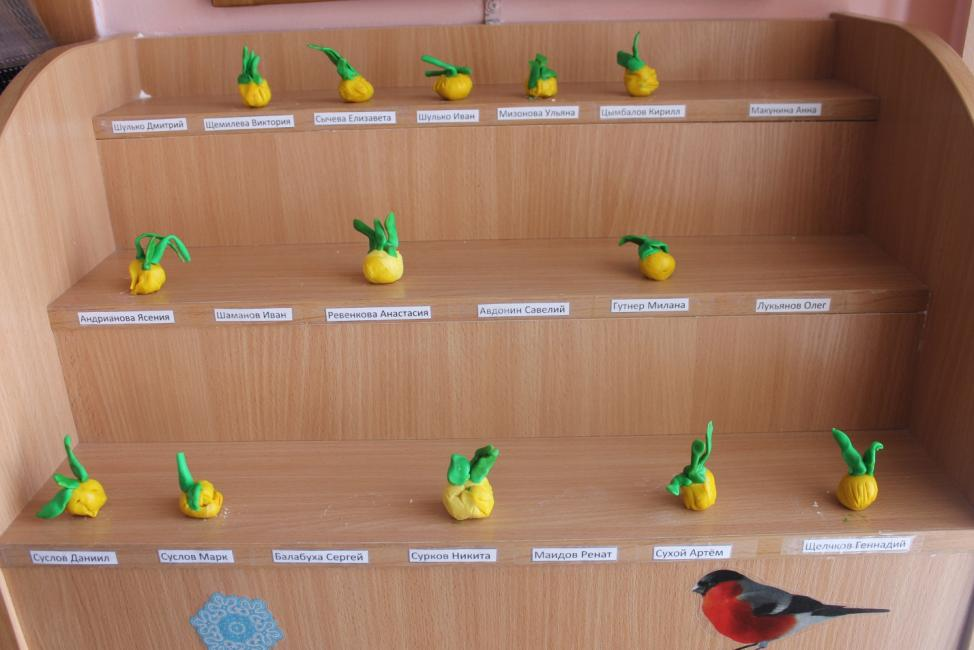 Шулько Дмитрий
Щемилева Виктория
Сычева Елизавета
Шулько Иван
Мизонова Ульяна
Цымбалов Кирилл
Макунина Анна
Андрианова Ясения
Шаманов Иван
Ревенкова Анастасия
Авдонин Савелий
Гутнер Милана
Лукьянов Олег
Суслов Даниил
Суслов Марк
Балабуха Сергей
Сурков Никита
Маидов Ренат
Сухой Артём
Щелчков Геннадий